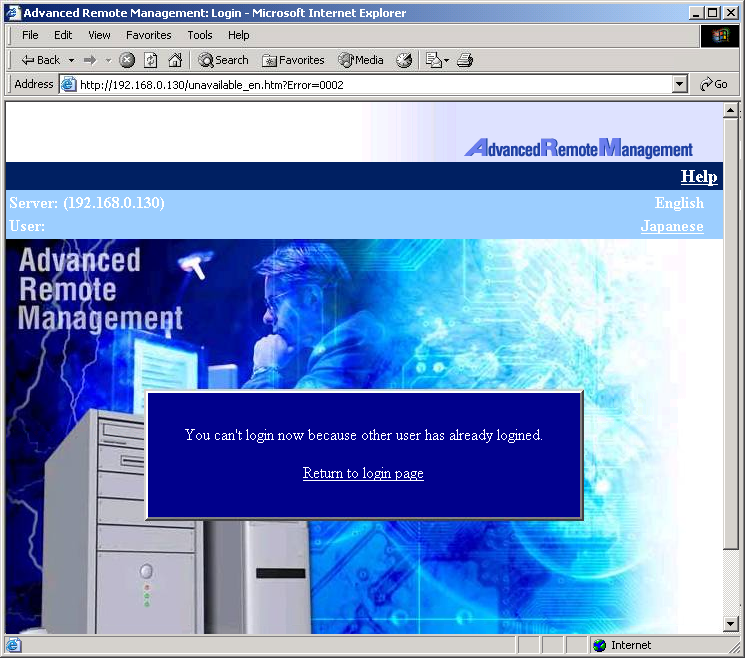 Advanced Remote Management: Login - Microsoft Internet Explorer
File Edit View Favorites Tools Help
Back Search Favorites Media
Address http://192.168.0.130/unavailable_en.htm?Error=0002 Go
AdvancedRemoteManagement
Help
Server: (192.168.0.130) English
User: Japanese
Advanced
Remote
Management
You can't login now because other user has already logined.
Return to login page
Internet